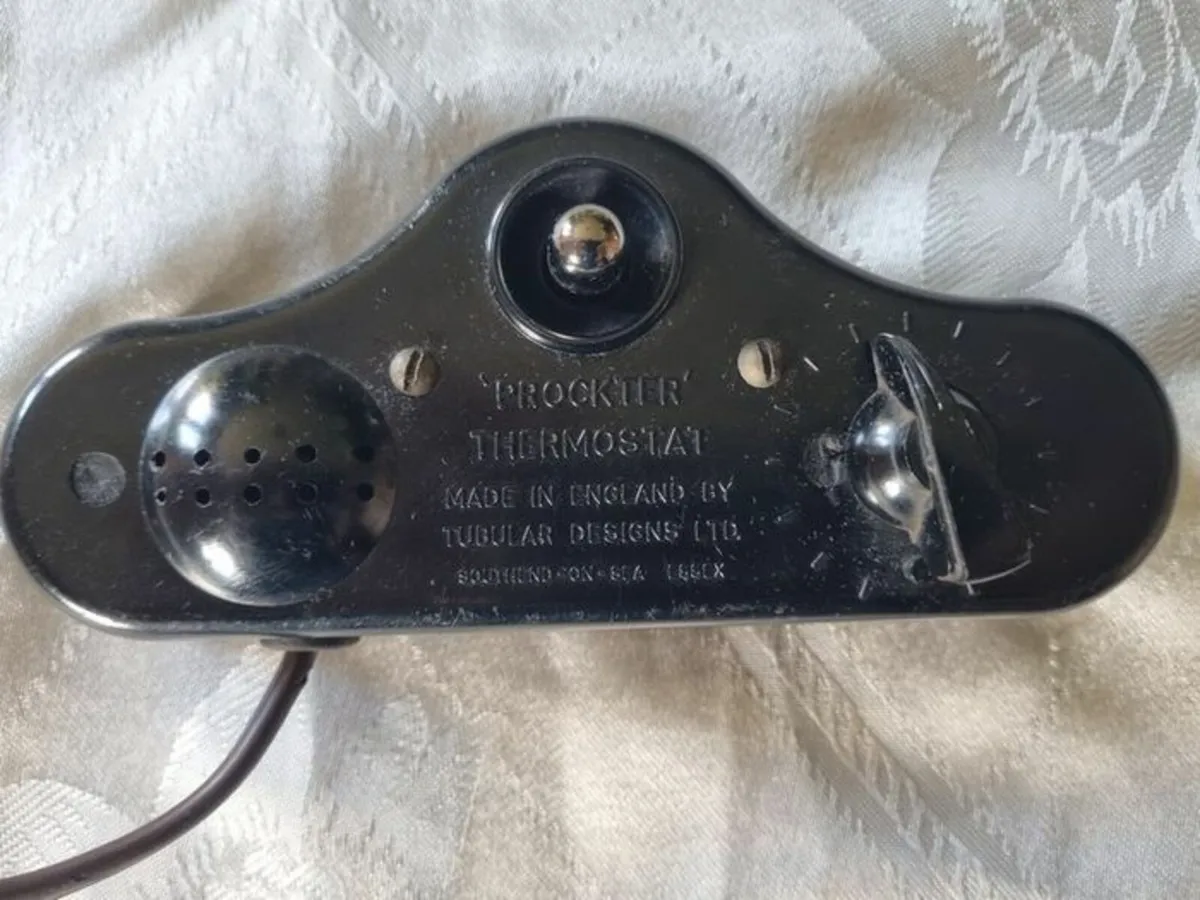 'PROCKTER'
THERMOSTAT
MADE IN ENGLAND BY
TUBULAR DESIGNS LTD.
SOUTHEND-ON-SEA ESSEX